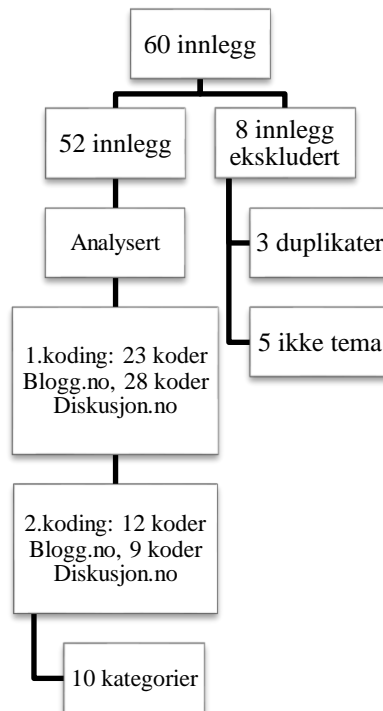 60 innlegg
52 innlegg
8 innlegg
ekskludert
Analysert
3 duplikater
5 ikke tema
1.koding: 23 koder
Blogg.no, 28 koder
Diskusjon.no
2.koding: 12 koder
Blogg.no, 9 koder
Diskusjon.no
10 kategorier